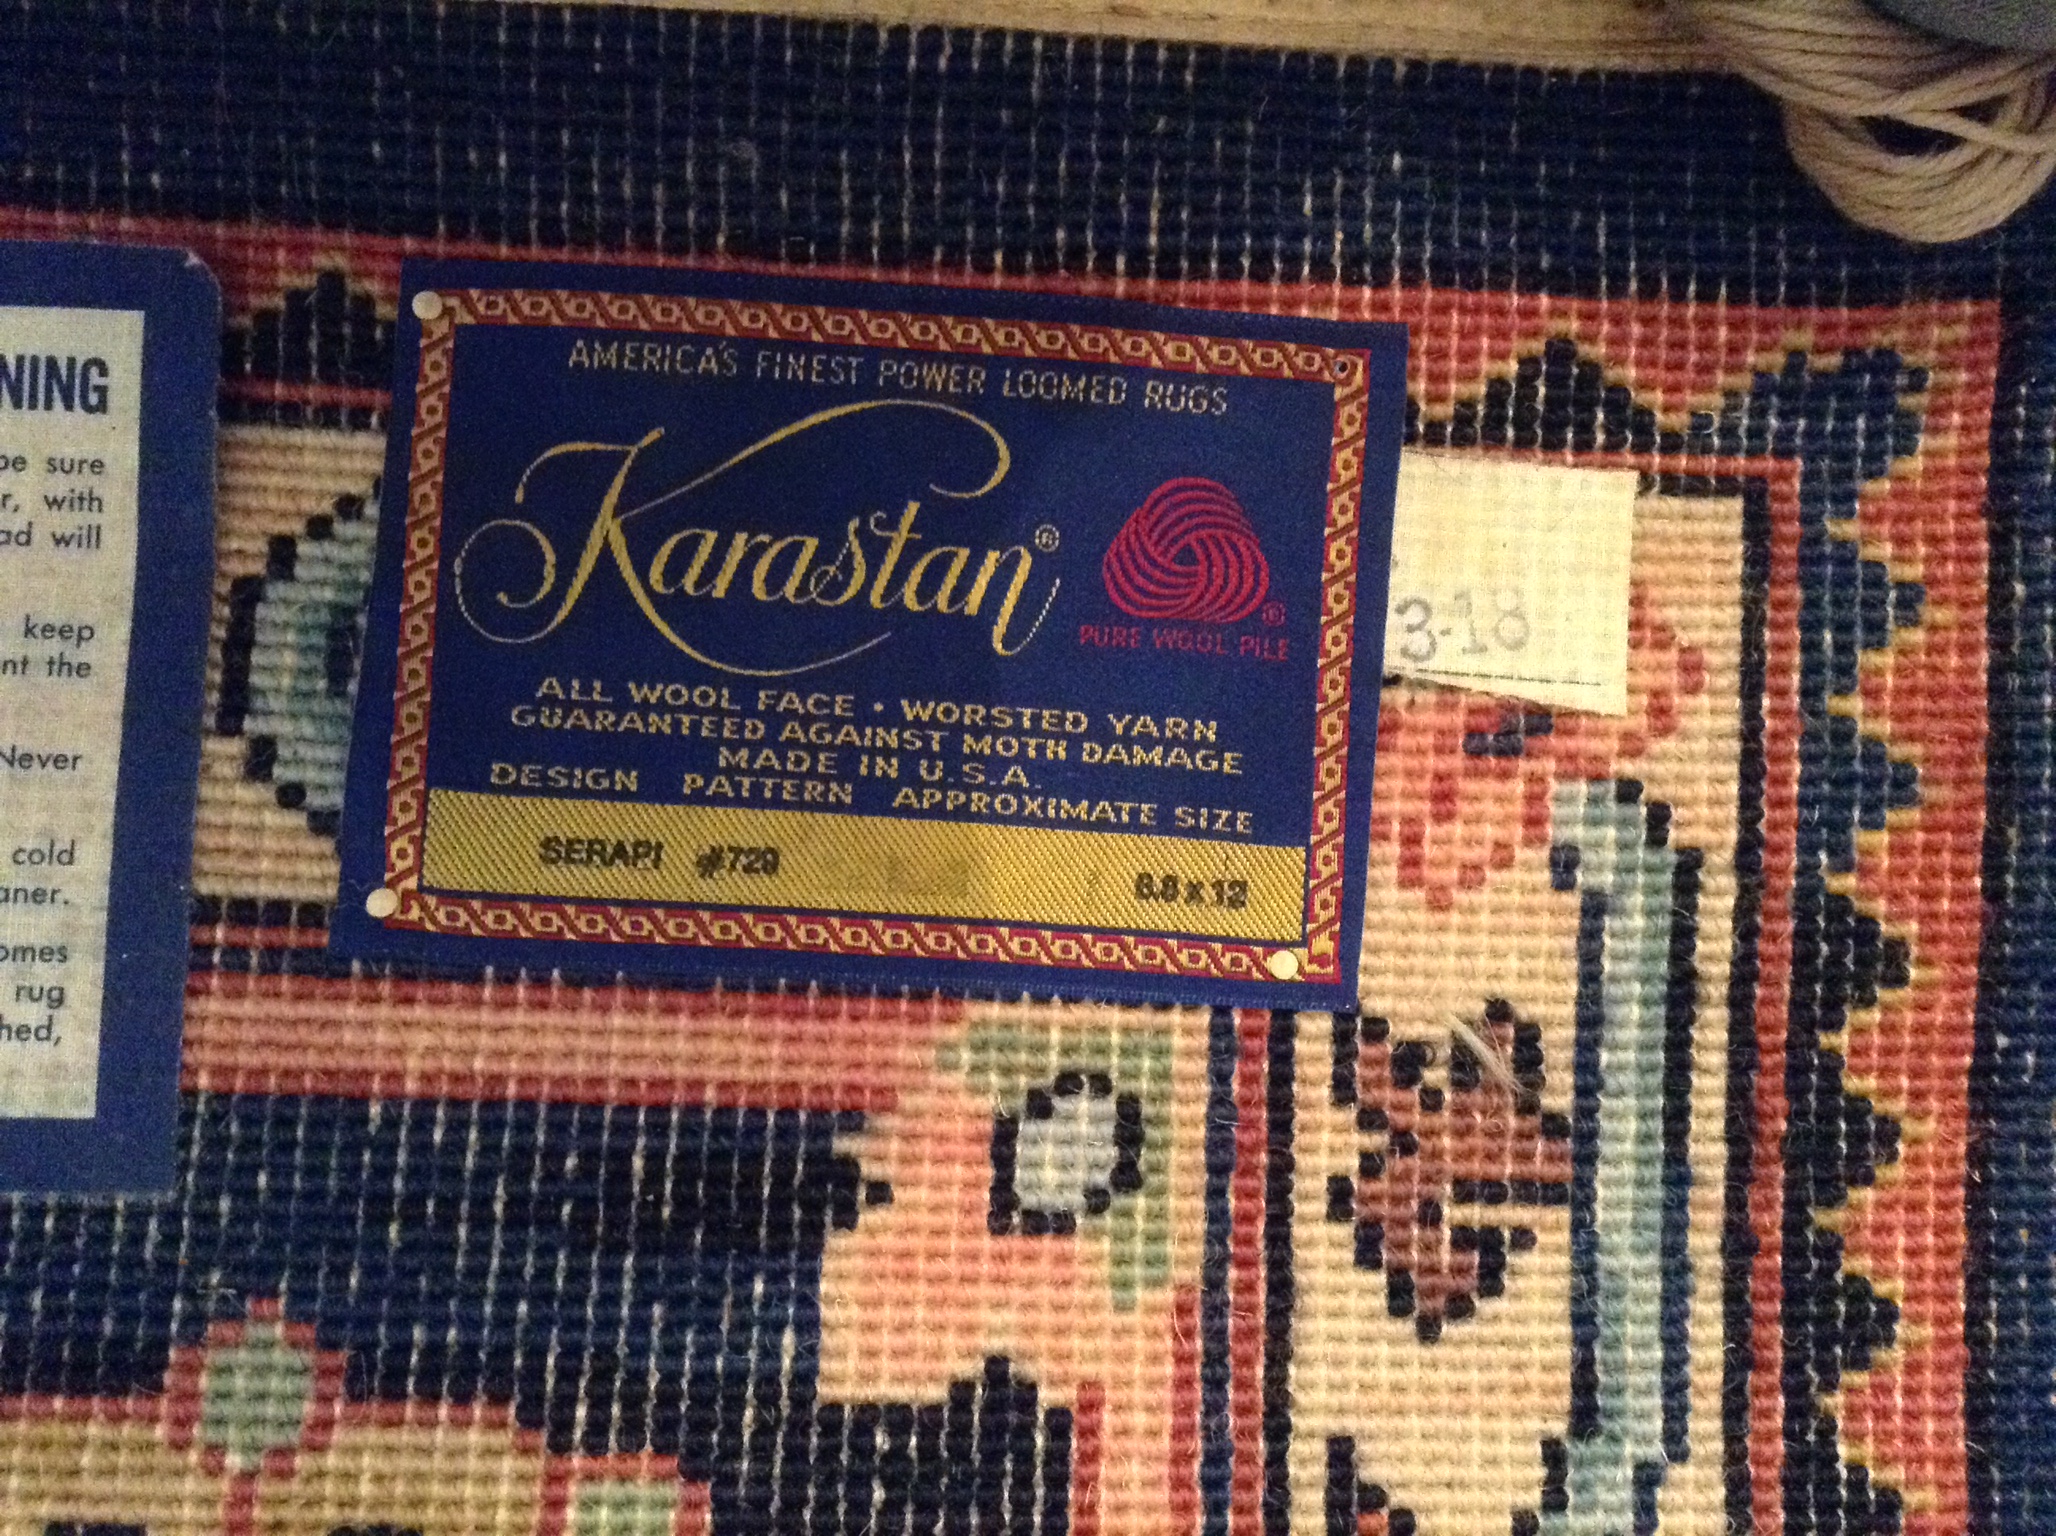 NING
be sure
r, with
ad will
keep
nt the
Never
cold
aner.
omes
rug
hed,
AMERICA'S FINEST POWER LOOMED RUGS
Karastan®
®
PURE WOOL PILE
ALL WOOL FACE • WORSTED YARN
GUARANTEED AGAINST MOTH DAMAGE
MADE IN U.S.A.
DESIGN PATTERN APPROXIMATE SIZE
SERAPI #729 8.8 x 12
3-18